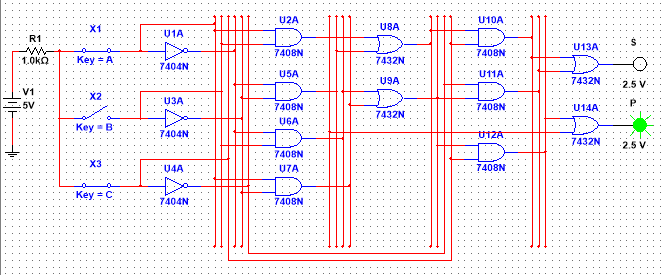 R1
1.0kΩ
V1
5V
X1
Key = A
X2
Key = B
X3
Key = C
U1A
7404N
U3A
7404N
U4A
7404N
U2A
7408N
U5A
7408N
U6A
7408N
U7A
7408N
U8A
7432N
U9A
7432N
U10A
7408N
U11A
7408N
U12A
7408N
U13A
7432N
U14A
7432N
S
2.5 V
P
2.5 V